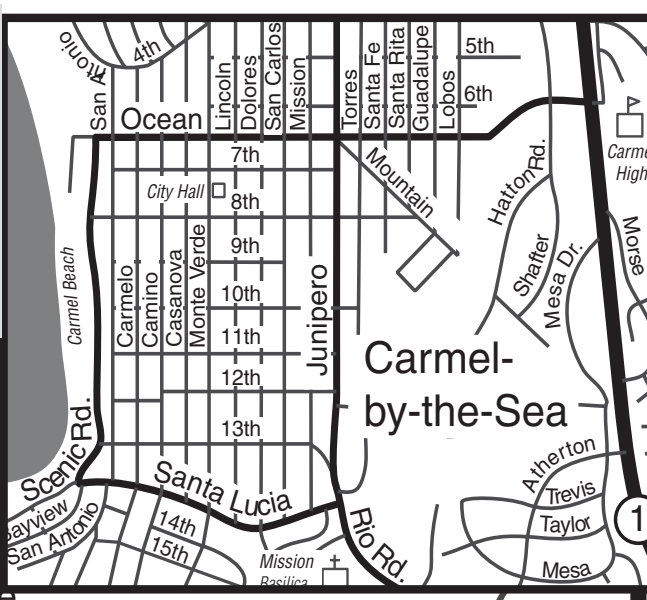 4th
San Antonio
Ocean
Lincoln
Dolores
San Carlos
Mission
Torres
Santa Fe
Santa Rita
Guadalupe
Lobos
5th
6th
7th
City Hall
8th
Mountain
Hatton Rd.
Shafter
Mesa Dr.
Morse
Carme
High
Carmel Beach
Carmelo
Camino
Casanova
Monte Verde
9th
10th
11th
12th
13th
Junipero
Carmel-
by-the-Sea
Scenic Rd.
Santa Lucia
Bayview
San Antonio
14th
15th
Mission
Basilica
Rio Rd.
Atherton
Trevis
Taylor
Mesa
1